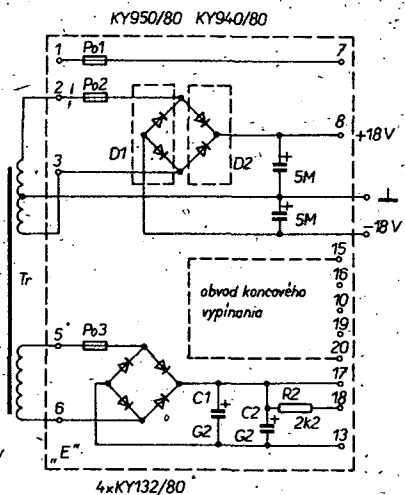 KY950/80 KY940/80
1 Po1 7
2 Po2
8 +18V
D1 D2
3
5M
⊥
5M
-18V
Tr
15
16
obvod koncového
vypínania
10
19
20
5 Po3
17
C1 R2 18
C2 2k2
6 G2 G2 13
„E"
4xKY132/80